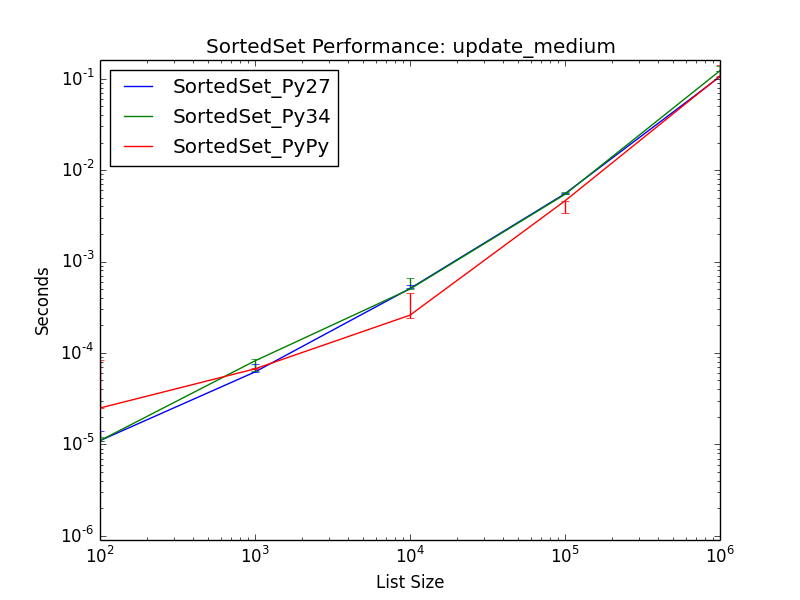 SortedSet Performance: update_medium
SortedSet_Py27
SortedSet_Py34
SortedSet_PyPy
Seconds
10^-1
10^-2
10^-3
10^-4
10^-5
10^-6
10^2 10^3 10^4 10^5 10^6
List Size